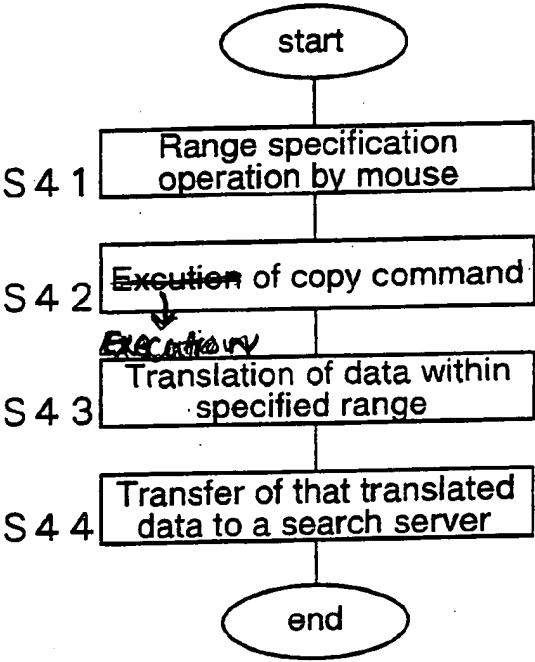 start
S41
Range specification
operation by mouse
S42
Excution of copy command
Execution
S43
Translation of data within
specified range
S44
Transfer of that translated
data to a search server
end